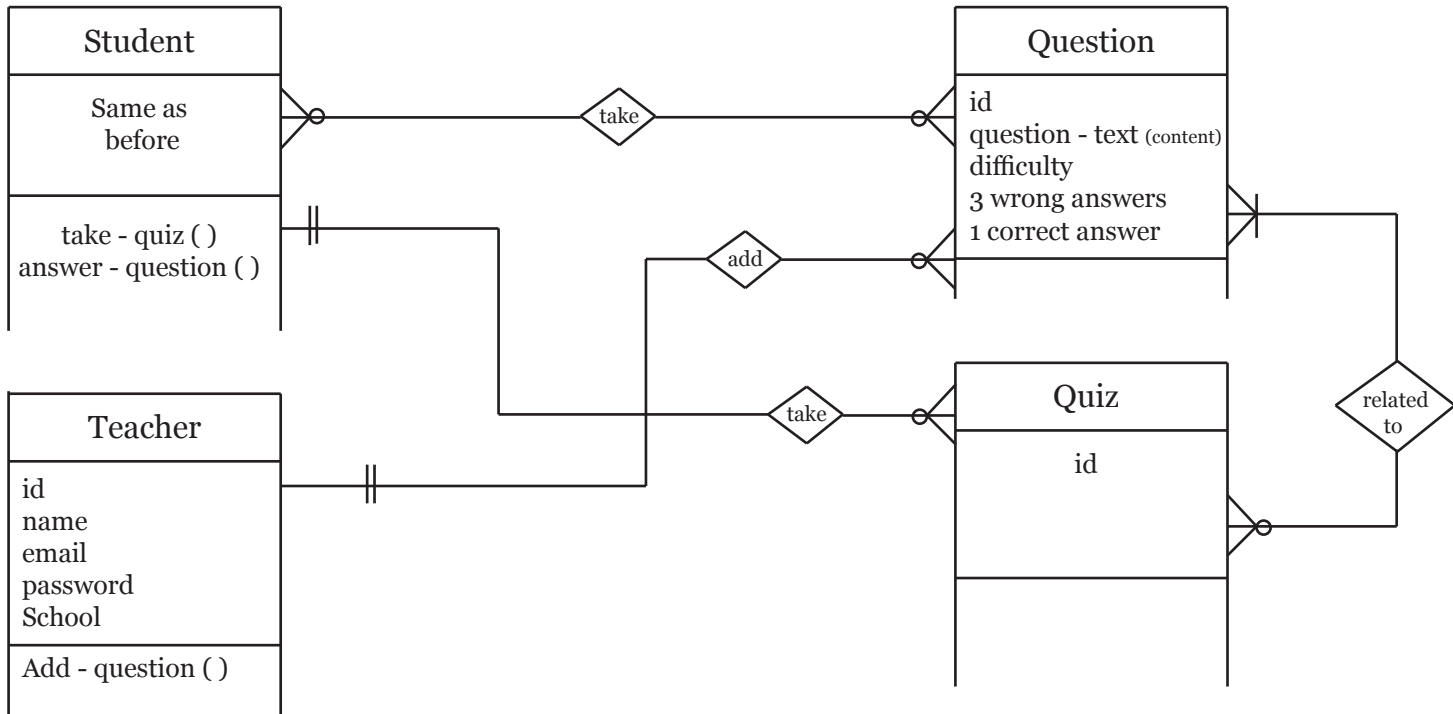 Student
Same as
before
take - quiz ( )
answer - question ( )
take
Question
id
question - text (content)
difficulty
3 wrong answers
1 correct answer
add
Teacher
id
name
email
password
School
Add - question ( )
take
Quiz
id
related
to